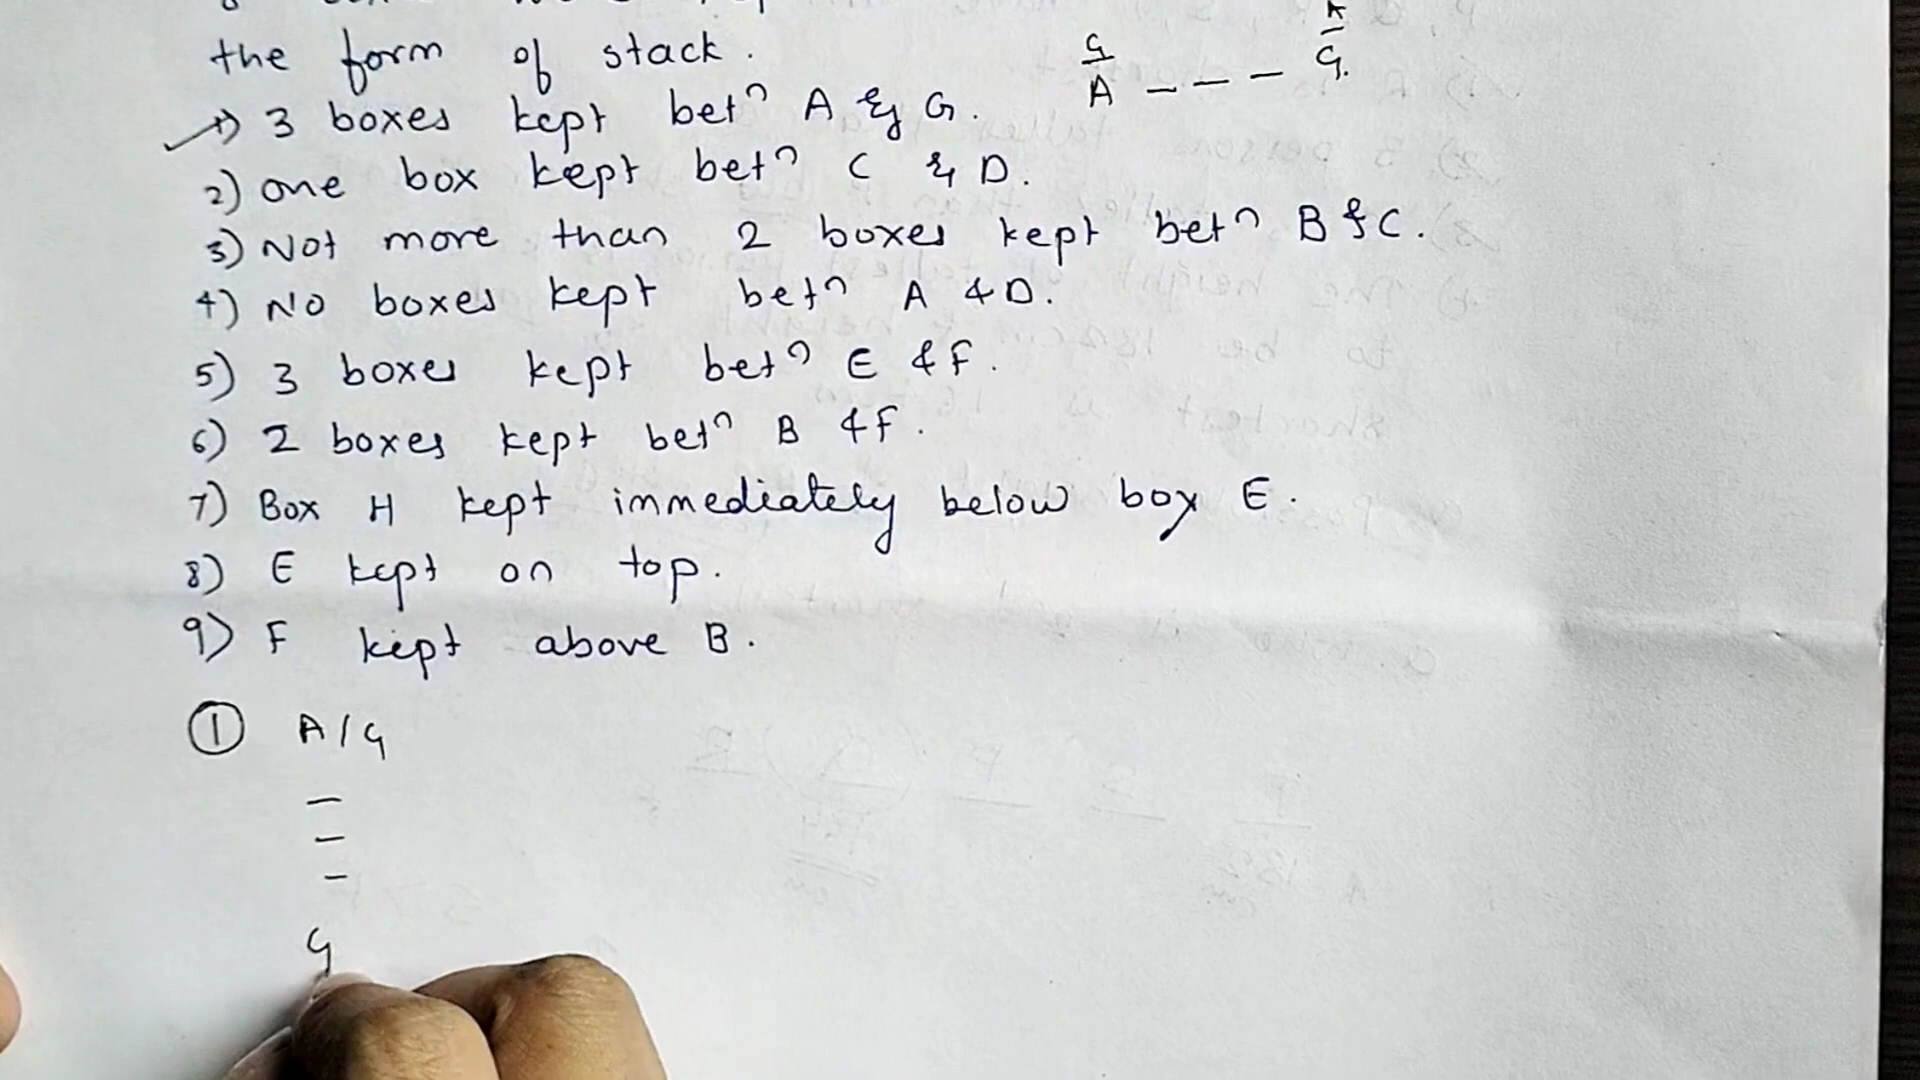 the form of stack.
G
A _ _ _ G.
1) 3 boxes kept betn A & G.
2) one box kept betn C & D.
3) Not more than 2 boxes kept betn B & C.
4) No boxes kept betn A & D.
5) 3 boxes kept betn E & F.
6) 2 boxes kept betn B & F.
7) Box H kept immediately below box E.
8) E kept on top.
9) F kept above B.
① A/G
_
_
_
G